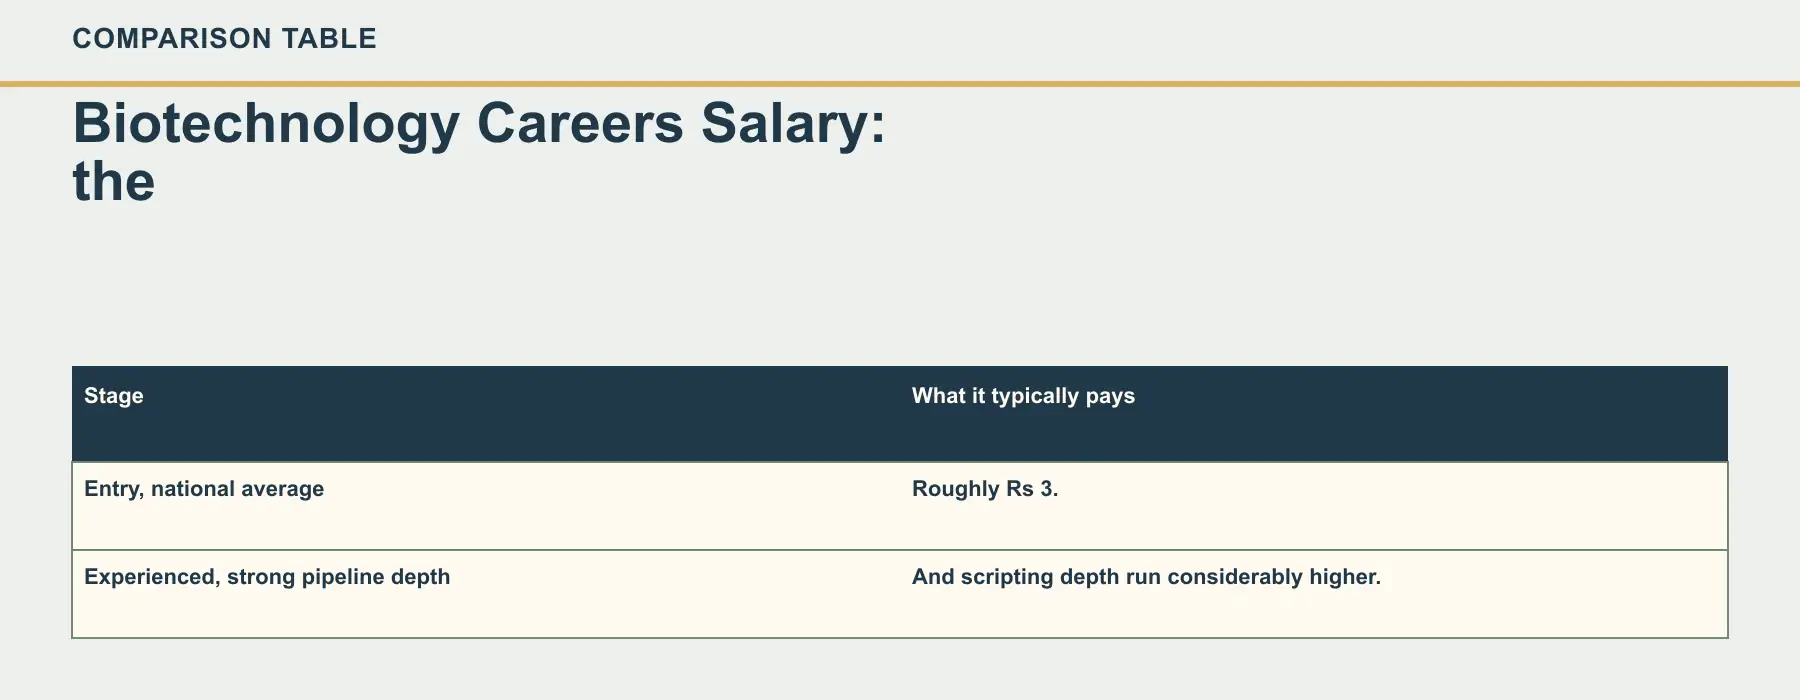 COMPARISON TABLE
Biotechnology Careers Salary:
the
Stage
What it typically pays
Entry, national average
Roughly Rs 3.
Experienced, strong pipeline depth
And scripting depth run considerably higher.